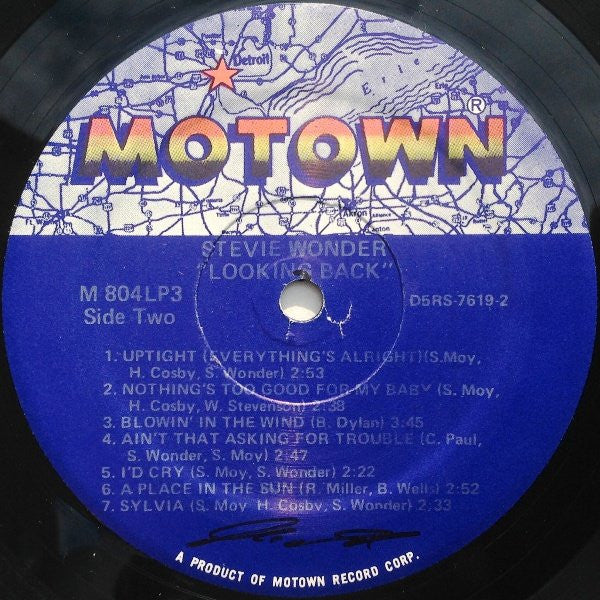 Detroit
Erie
Erie
MOTOWN®
Akron
Alliance
Canton
STEVIE WONDER
"LOOKING BACK"
M 804LP3
Side Two
D5RS-7619-2
1. UPTIGHT (EVERYTHING'S ALRIGHT)(S. Moy,
H. Cosby, S. Wonder) 2:53
2. NOTHING'S TOO GOOD FOR MY BABY (S. Moy,
H. Cosby, W. Stevenson) 2:38
3. BLOWIN' IN THE WIND (B. Dylan) 3:45
4. AIN'T THAT ASKING FOR TROUBLE (C. Paul,
S. Wonder, S. Moy) 2:47
5. I'D CRY (S. Moy, S. Wonder) 2:22
6. A PLACE IN THE SUN (R. Miller, B. Wells) 2:52
7. SYLVIA (S. Moy H. Cosby, S. Wonder) 2:33
A PRODUCT OF MOTOWN RECORD CORP.